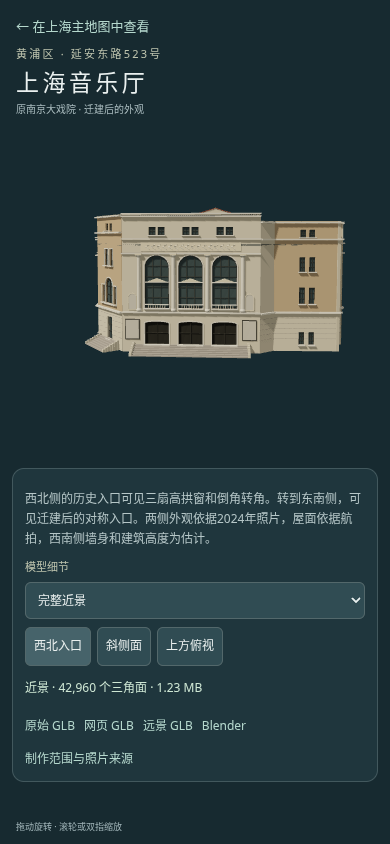 ← 在上海主地图中查看
黄浦区 · 延安东路523号
上海音乐厅
原南京大戏院 · 迁建后的外观
西北侧的历史入口可见三扇高拱窗和倒角转角。转到东南侧，可
见迁建后的对称入口。两侧外观依据2024年照片，屋面依据航
拍，西南侧墙身和建筑高度为估计。
模型细节
完整近景
西北入口 斜侧面 上方俯视
近景 · 42,960 个三角面 · 1.23 MB
原始 GLB 网页 GLB 远景 GLB Blender
制作范围与照片来源
拖动旋转 · 滚轮或双指缩放